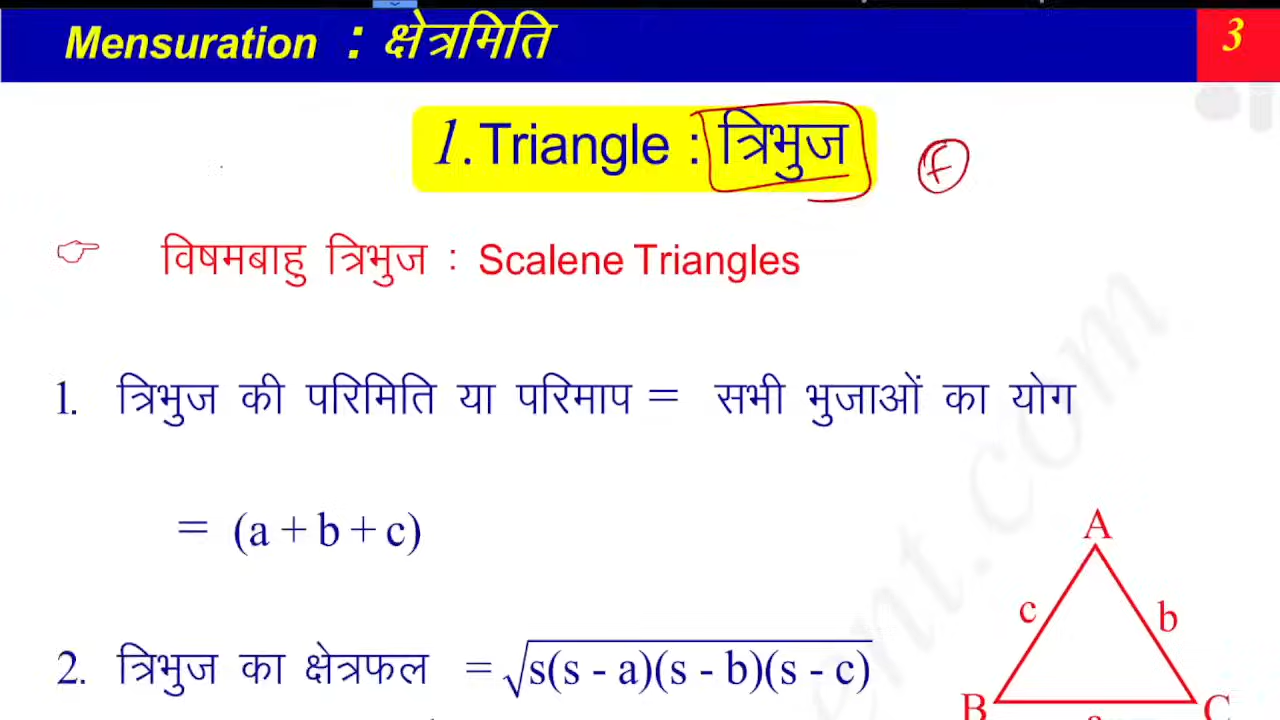 Mensuration : क्षेत्रमिति
3
1.Triangle : त्रिभुज
विषमबाहु त्रिभुज : Scalene Triangles
1. त्रिभुज की परिमिति या परिमाप = सभी भुजाओं का योग
= (a + b + c)
A
c b
2. त्रिभुज का क्षेत्रफल = √s(s - a)(s - b)(s - c)
B C